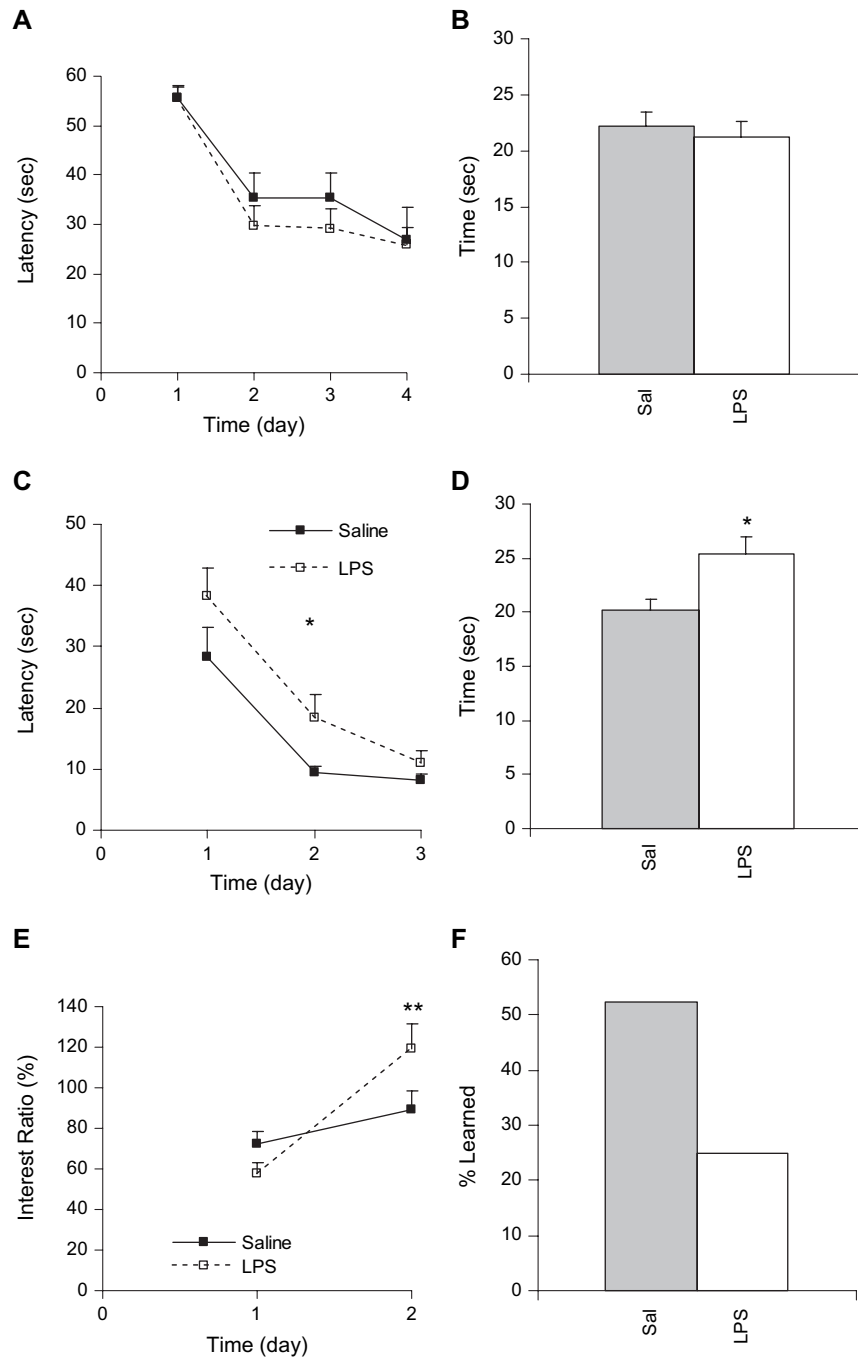 A
60
50
40
30
20
10
0
Latency (sec)
0 1 2 3 4
Time (day)
B
30
25
20
15
10
5
0
Time (sec)
Sal
LPS
C
50
40
30
20
10
0
Latency (sec)
Saline
LPS
*
0 1 2 3
Time (day)
D
30
25
20
15
10
5
0
Time (sec)
*
Sal
LPS
E
140
120
100
80
60
40
20
0
Interest Ratio (%)
**
Saline
LPS
0 1 2
Time (day)
F
60
50
40
30
20
10
0
% Learned
Sal
LPS